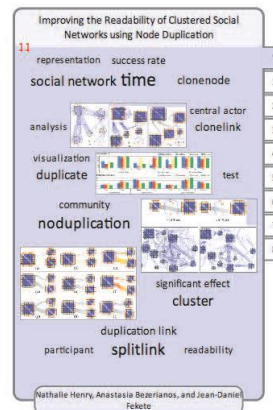 Improving the Readability of Clustered Social
Networks using Node Duplication
11
representation success rate
social network time clonenode
central actor
analysis clonelink
visualization
duplicate test
community
noduplication
significant effect
cluster
duplication link
participant splitlink readability
Nathalie Henry, Anastasia Bezerianos, and Jean-Daniel
Fekete